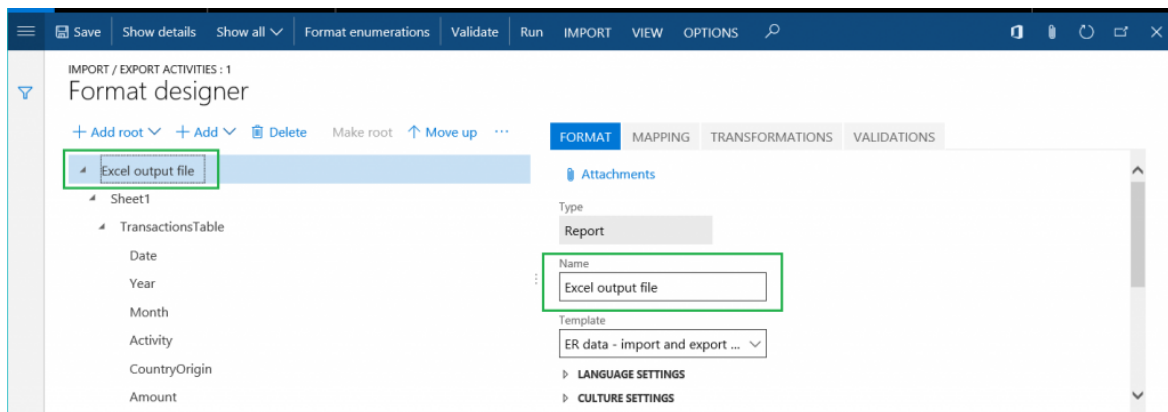 Save Show details Show all Format enumerations Validate Run IMPORT VIEW OPTIONS
IMPORT / EXPORT ACTIVITIES : 1
Format designer
Add root Add Delete Make root Move up ...
Excel output file
Sheet1
TransactionsTable
Date
Year
Month
Activity
CountryOrigin
Amount
FORMAT MAPPING TRANSFORMATIONS VALIDATIONS
Attachments
Type
Report
Name
Excel output file
Template
ER data - import and export ...
LANGUAGE SETTINGS
CULTURE SETTINGS